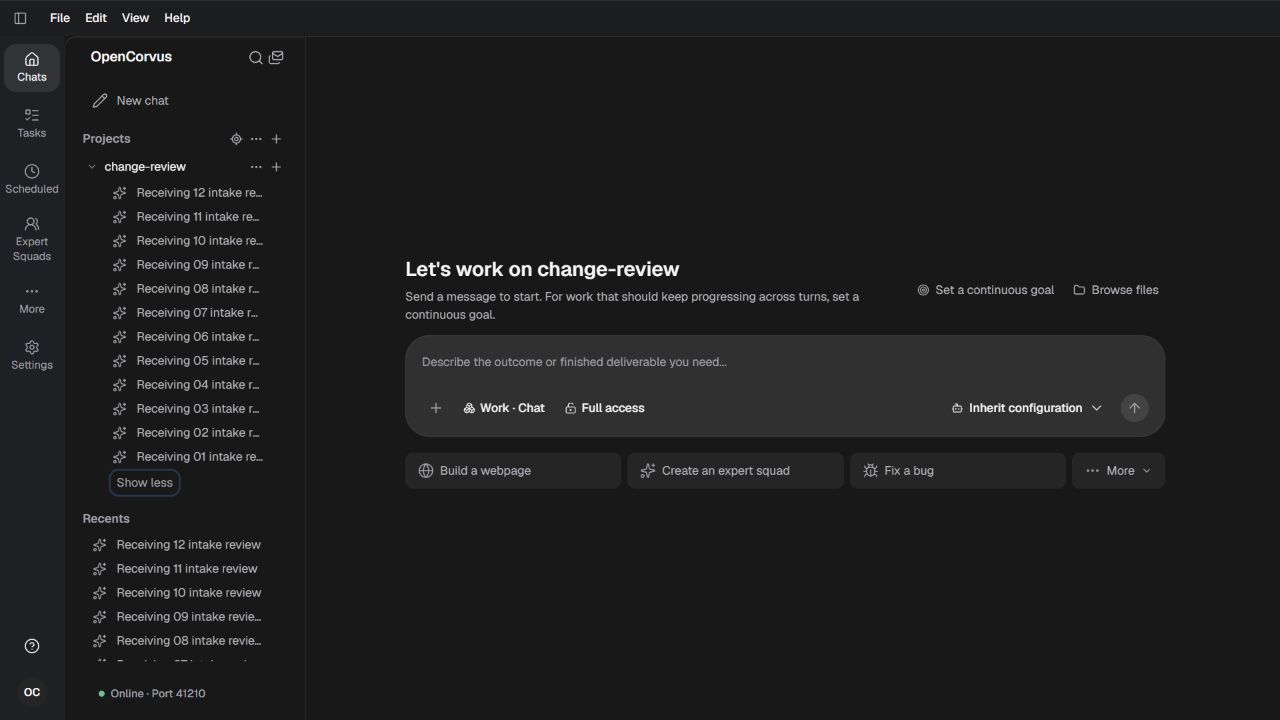 File Edit View Help
OpenCorvus
Chats
New chat
Tasks
Projects
change-review
Scheduled
Receiving 12 intake re...
Receiving 11 intake re...
Receiving 10 intake re...
Expert
Squads
Receiving 09 intake r...
Receiving 08 intake r...
More
Receiving 07 intake r...
Receiving 06 intake r...
Settings
Receiving 05 intake r...
Receiving 04 intake r...
Receiving 03 intake r...
Receiving 02 intake r...
Receiving 01 intake re...
Show less
Recents
Receiving 12 intake review
Receiving 11 intake review
Receiving 10 intake review
Receiving 09 intake revie...
Receiving 08 intake revie...
OC
Online · Port 41210
Let's work on change-review
Send a message to start. For work that should keep progressing across turns, set a
continuous goal.
Set a continuous goal
Browse files
Describe the outcome or finished deliverable you need...
Work · Chat
Full access
Inherit configuration
Build a webpage
Create an expert squad
Fix a bug
More